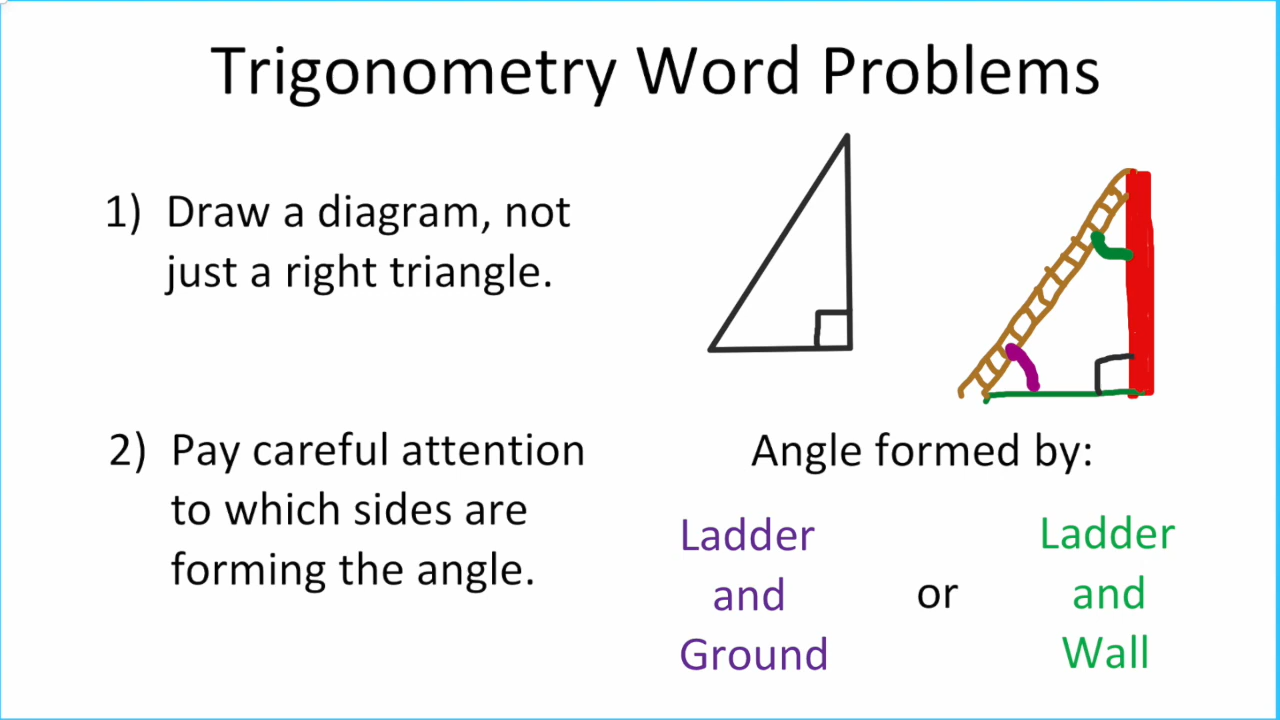 Trigonometry Word Problems
1) Draw a diagram, not
just a right triangle.
2) Pay careful attention
to which sides are
forming the angle.
Angle formed by:
Ladder
and
Ground
or
Ladder
and
Wall